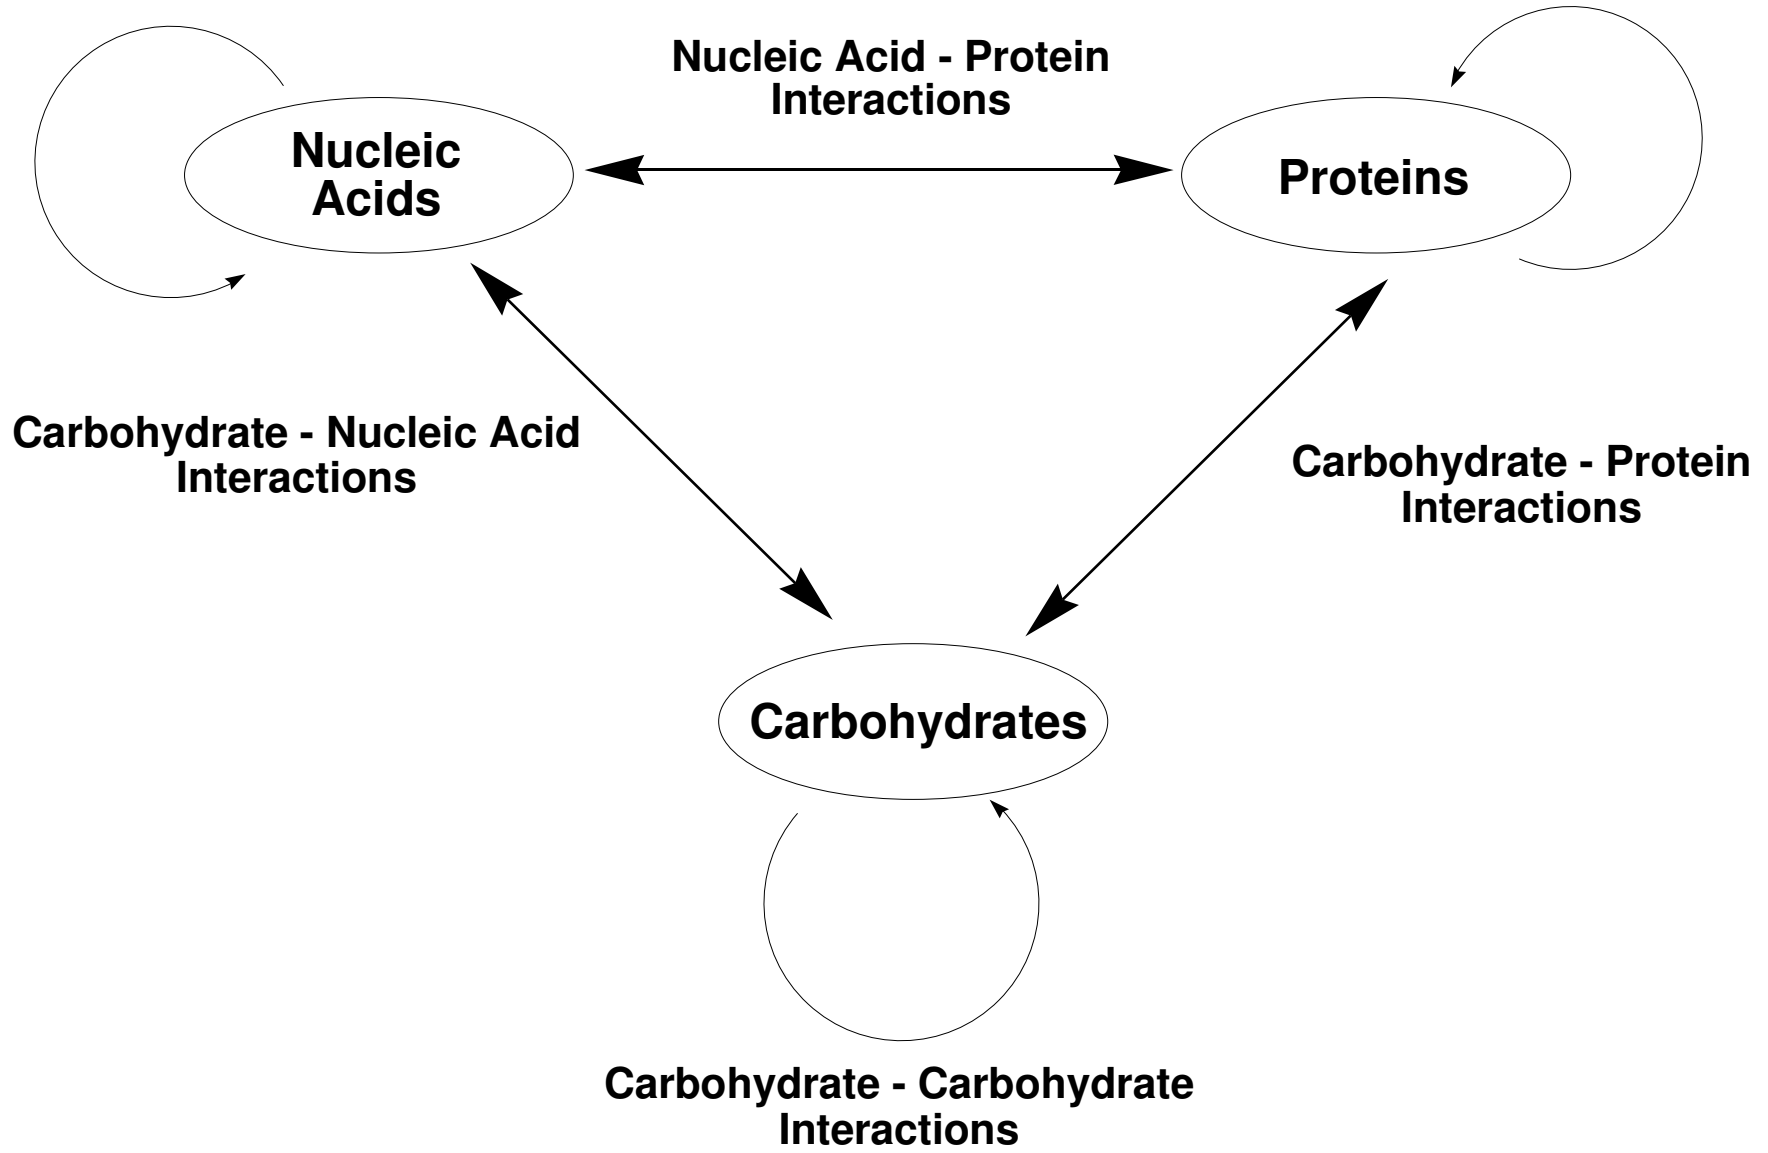 Nucleic Acid - Protein
Interactions
Nucleic
Acids
Proteins
Carbohydrate - Nucleic Acid
Interactions
Carbohydrate - Protein
Interactions
Carbohydrates
Carbohydrate - Carbohydrate
Interactions